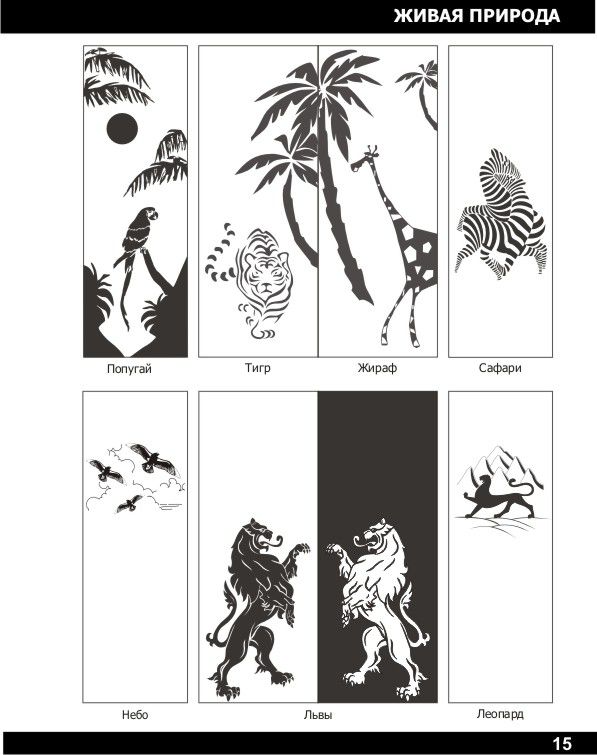 ЖИВАЯ ПРИРОДА
Попугай
Тигр
Жираф
Сафари
Небо
Львы
Леопард
15